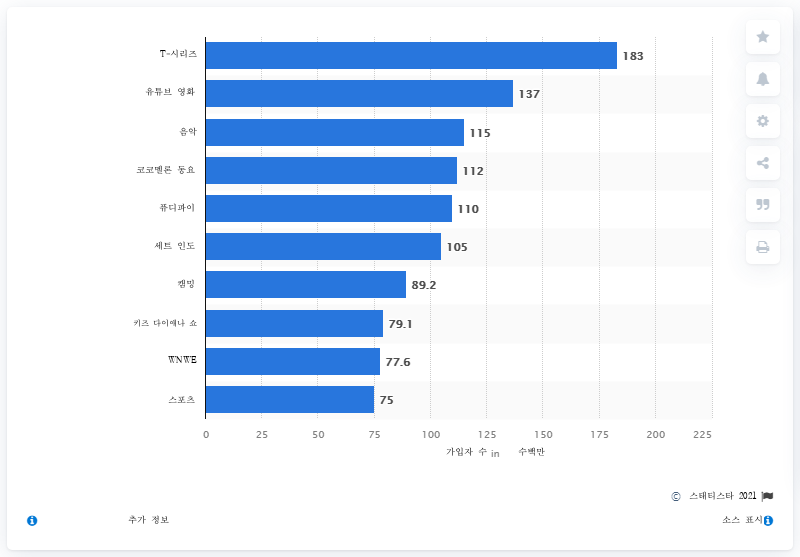 T-시리즈 183
유튜브 영화 137
음악 115
코코멜론 동요 112
퓨디파이 110
세트 인도 105
갬밍 89.2
키즈 다이애나 쇼 79.1
WNWE 77.6
스포츠 75
0 25 50 75 100 125 150 175 200 225
가입자 수 in 수백만
© 스태티스타 2021
추가 정보 소스 표시